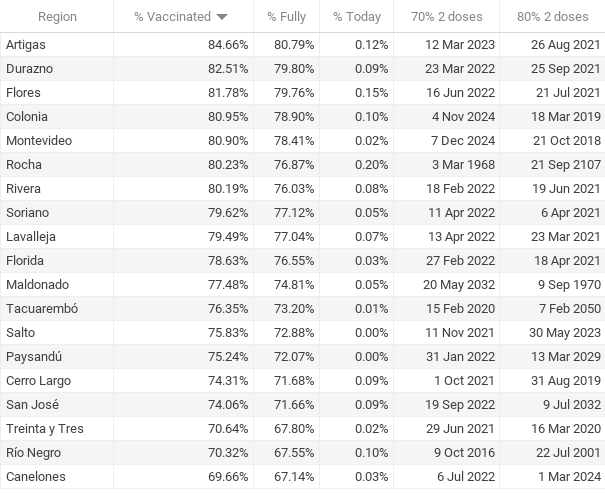 Region % Vaccinated % Fully % Today 70% 2 doses 80% 2 doses
Artigas 84.66% 80.79% 0.12% 12 Mar 2023 26 Aug 2021
Durazno 82.51% 79.80% 0.09% 23 Mar 2022 25 Sep 2021
Flores 81.78% 79.76% 0.15% 16 Jun 2022 21 Jul 2021
Colonia 80.95% 78.90% 0.10% 4 Nov 2024 18 Mar 2019
Montevideo 80.90% 78.41% 0.02% 7 Dec 2024 21 Oct 2018
Rocha 80.23% 76.87% 0.20% 3 Mar 1968 21 Sep 2107
Rivera 80.19% 76.03% 0.08% 18 Feb 2022 19 Jun 2021
Soriano 79.62% 77.12% 0.05% 11 Apr 2022 6 Apr 2021
Lavalleja 79.49% 77.04% 0.07% 13 Apr 2022 23 Mar 2021
Florida 78.63% 76.55% 0.03% 27 Feb 2022 18 Apr 2021
Maldonado 77.48% 74.81% 0.05% 20 May 2032 9 Sep 1970
Tacuarembó 76.35% 73.20% 0.01% 15 Feb 2020 7 Feb 2050
Salto 75.83% 72.88% 0.00% 11 Nov 2021 30 May 2023
Paysandú 75.24% 72.07% 0.00% 31 Jan 2022 13 Mar 2029
Cerro Largo 74.31% 71.68% 0.09% 1 Oct 2021 31 Aug 2019
San José 74.06% 71.66% 0.09% 19 Sep 2022 9 Jul 2032
Treinta y Tres 70.64% 67.80% 0.02% 29 Jun 2021 16 Mar 2020
Río Negro 70.32% 67.55% 0.10% 9 Oct 2016 22 Jul 2001
Canelones 69.66% 67.14% 0.03% 6 Jul 2022 1 Mar 2024